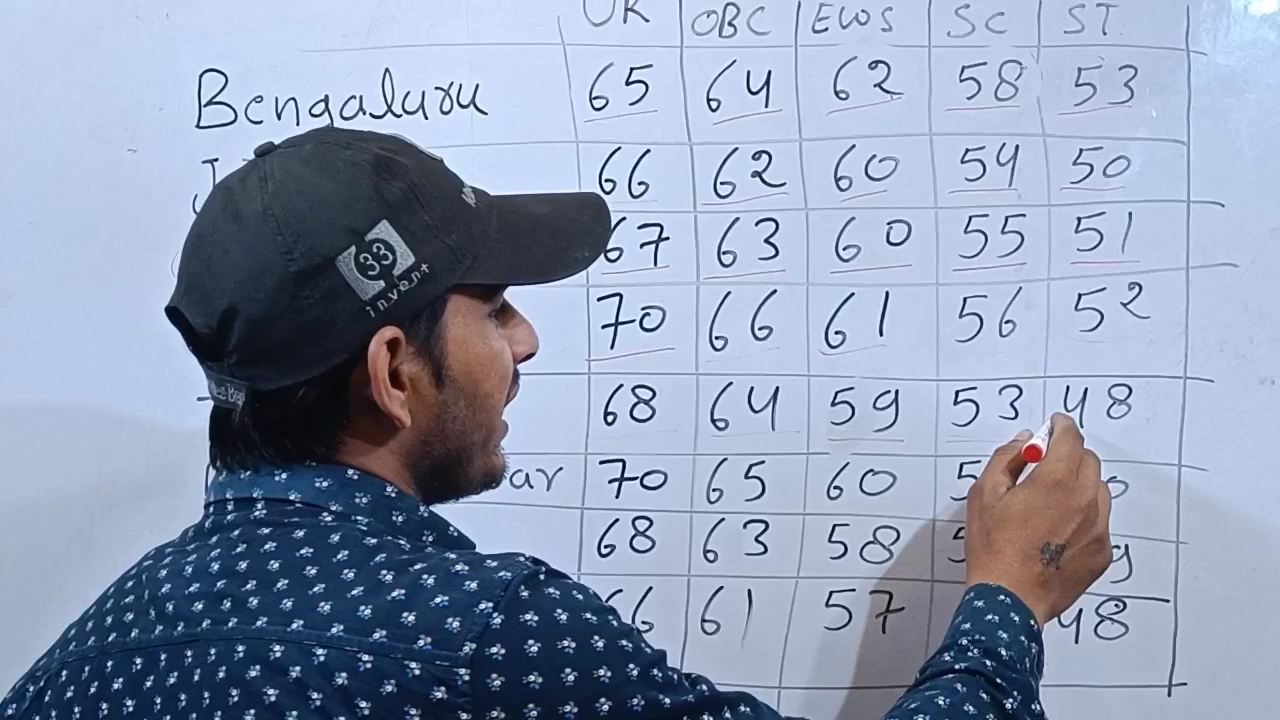 UR OBC EWS SC ST
Bengaluru 65 64 62 58 53
66 62 60 54 50
67 63 60 55 51
70 66 61 56 52
68 64 59 53 48
70 65 60
68 63 58
61 57 48
33
invent